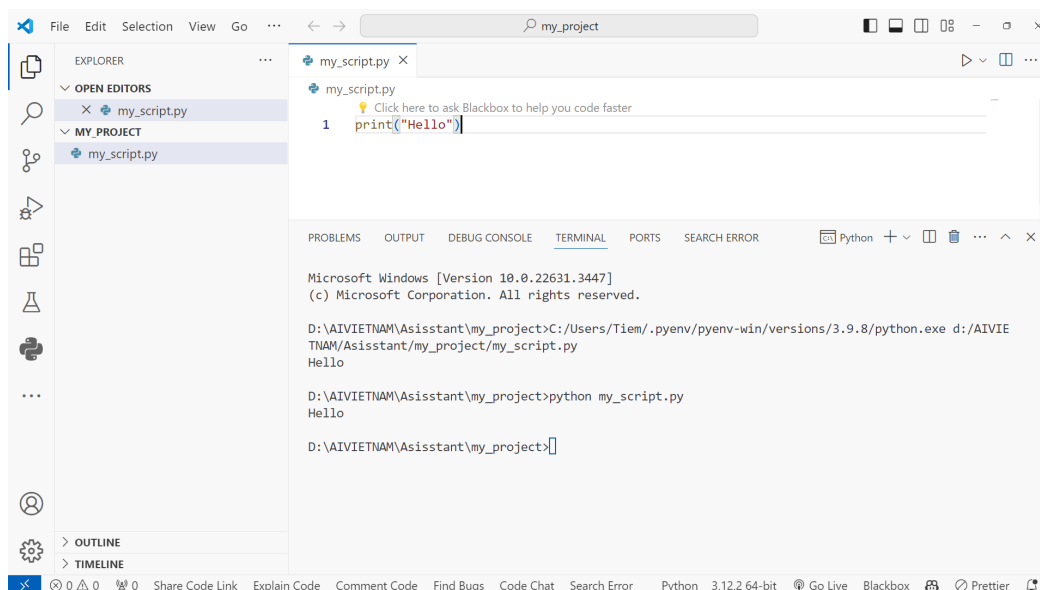 File Edit Selection View Go ··· my_project
EXPLORER ···
OPEN EDITORS
my_script.py
MY_PROJECT
my_script.py
OUTLINE
TIMELINE
my_script.py
my_script.py
Click here to ask Blackbox to help you code faster
1 print("Hello")
PROBLEMS OUTPUT DEBUG CONSOLE TERMINAL PORTS SEARCH ERROR Python
Microsoft Windows [Version 10.0.22631.3447]
(c) Microsoft Corporation. All rights reserved.
D:\AIVIETNAM\Asisstant\my_project>C:/Users/Tiem/.pyenv/pyenv-win/versions/3.9.8/python.exe d:/AIVIE
TNAM/Asisstant/my_project/my_script.py
Hello
D:\AIVIETNAM\Asisstant\my_project>python my_script.py
Hello
D:\AIVIETNAM\Asisstant\my_project>
0 0 0 Share Code Link Explain Code Comment Code Find Bugs Code Chat Search Error Python 3.12.2 64-bit Go Live Blackbox Prettier